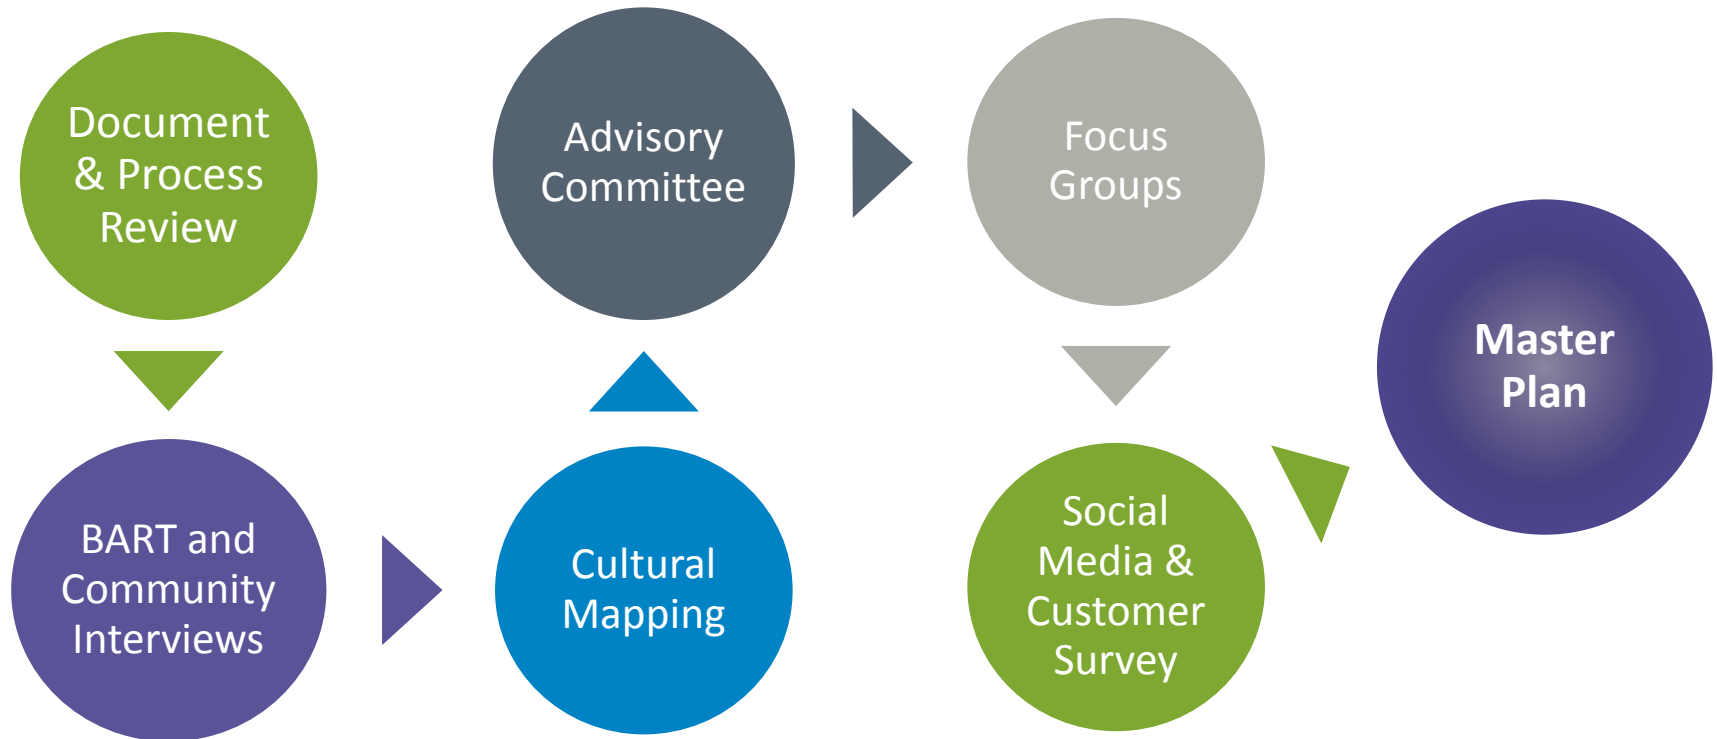 Document
& Process
Review
BART and
Community
Interviews
Cultural
Mapping
Advisory
Committee
Focus
Groups
Social
Media &
Customer
Survey
Master
Plan